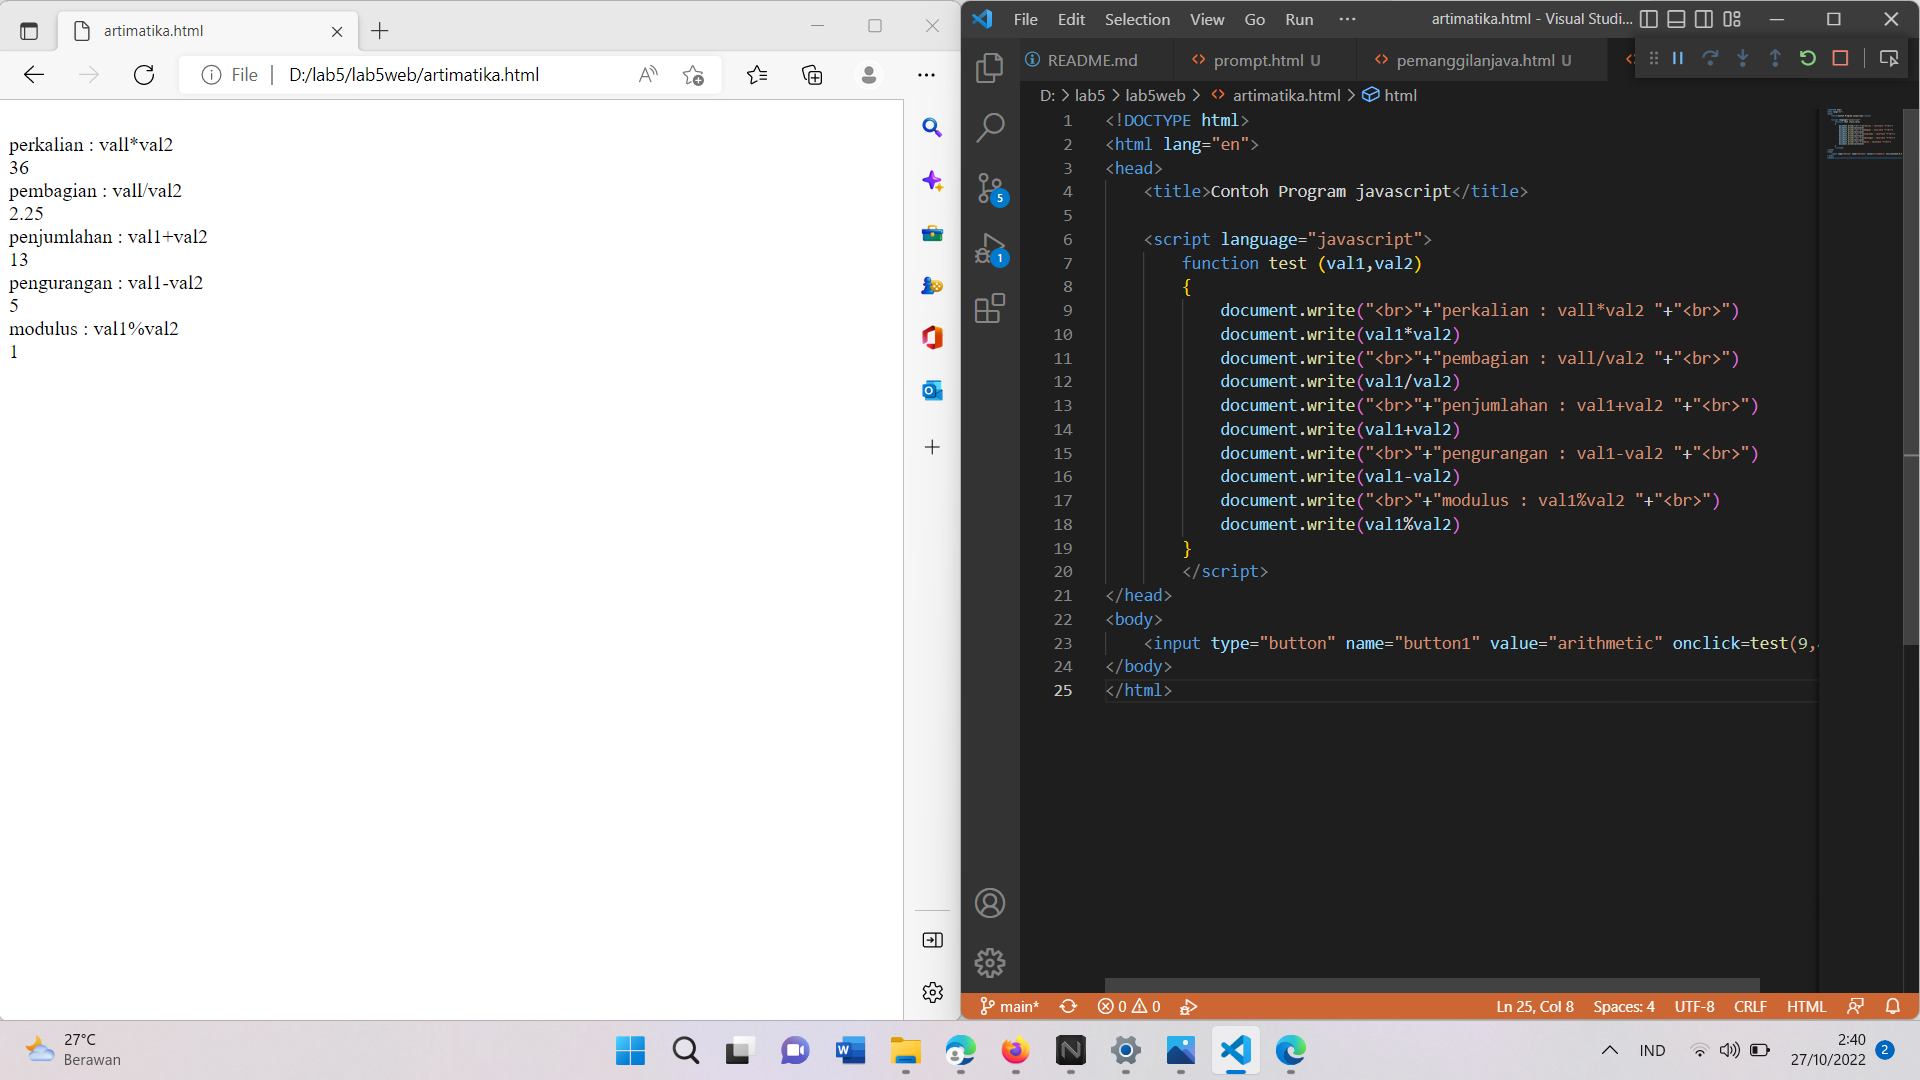 artimatika.html
File
D:/lab5/lab5web/artimatika.html
perkalian : vall*val2
36
pembagian : vall/val2
2.25
penjumlahan : val1+val2
13
pengurangan : val1-val2
5
modulus : val1%val2
1
File Edit Selection View Go Run ···
artimatika.html - Visual Studi...
README.md
prompt.html U
pemanggilanjava.html U
D: > lab5 > lab5web > artimatika.html > html
5
1
1 <!DOCTYPE html>
2 <html lang="en">
3 <head>
4 <title>Contoh Program javascript</title>
5
6 <script language="javascript">
7 function test (val1,val2)
8 {
9 document.write("<br>"+"perkalian : vall*val2 "+"<br>")
10 document.write(val1*val2)
11 document.write("<br>"+"pembagian : vall/val2 "+"<br>")
12 document.write(val1/val2)
13 document.write("<br>"+"penjumlahan : val1+val2 "+"<br>")
14 document.write(val1+val2)
15 document.write("<br>"+"pengurangan : val1-val2 "+"<br>")
16 document.write(val1-val2)
17 document.write("<br>"+"modulus : val1%val2 "+"<br>")
18 document.write(val1%val2)
19 }
20 </script>
21 </head>
22 <body>
23 <input type="button" name="button1" value="arithmetic" onclick=test(9,
24 </body>
25 </html>
main* 0 0 Ln 25, Col 8 Spaces: 4 UTF-8 CRLF HTML
27°C
Berawan
IND
2:40
27/10/2022
2